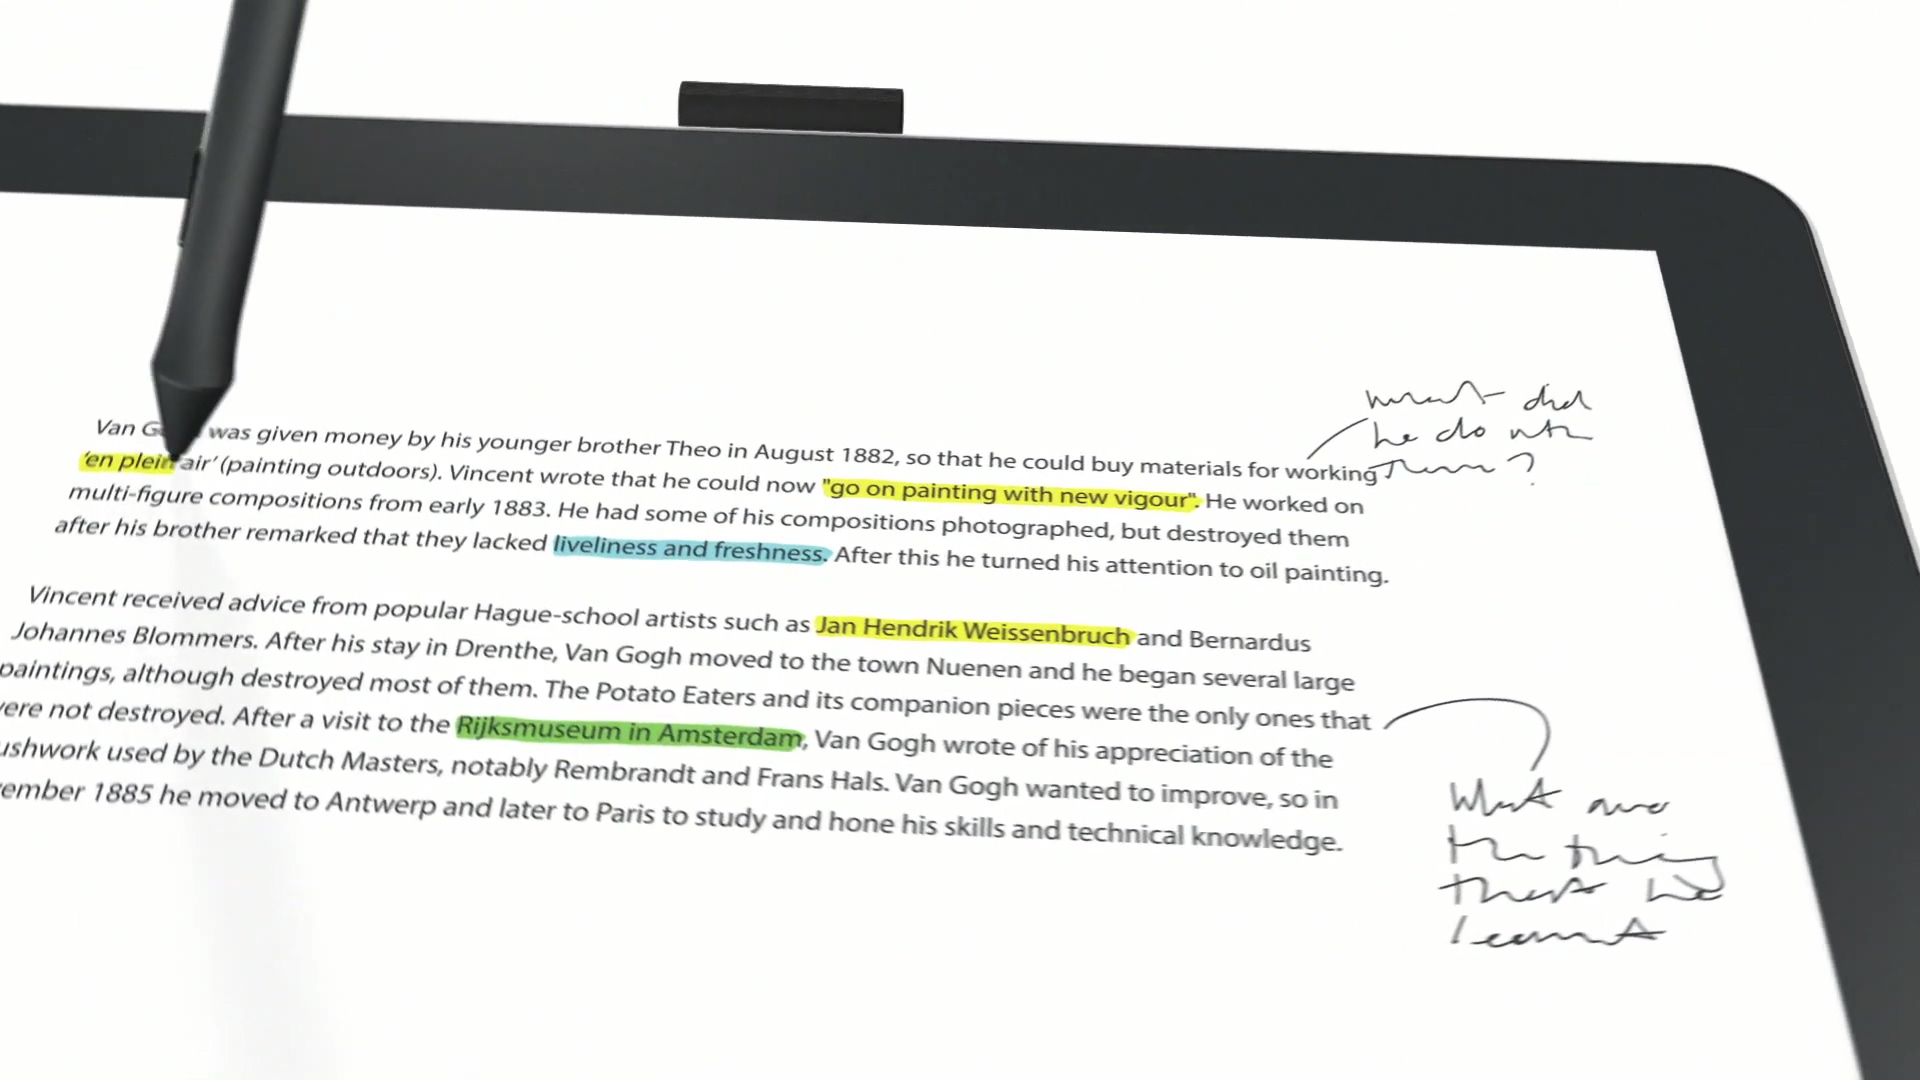 Van G was given money by his younger brother Theo in August 1882, so that he could buy materials for working
'en plein air' (painting outdoors). Vincent wrote that he could now "go on painting with new vigour". He worked on
multi-figure compositions from early 1883. He had some of his compositions photographed, but destroyed them
after his brother remarked that they lacked liveliness and freshness. After this he turned his attention to oil painting.
what did
he do with
them?
Vincent received advice from popular Hague-school artists such as Jan Hendrik Weissenbruch and Bernardus
Johannes Blommers. After his stay in Drenthe, Van Gogh moved to the town Nuenen and he began several large
paintings, although destroyed most of them. The Potato Eaters and its companion pieces were the only ones that
ere not destroyed. After a visit to the Rijksmuseum in Amsterdam, Van Gogh wrote of his appreciation of the
ushwork used by the Dutch Masters, notably Rembrandt and Frans Hals. Van Gogh wanted to improve, so in
ember 1885 he moved to Antwerp and later to Paris to study and hone his skills and technical knowledge.
What are
the things
that he
learnt